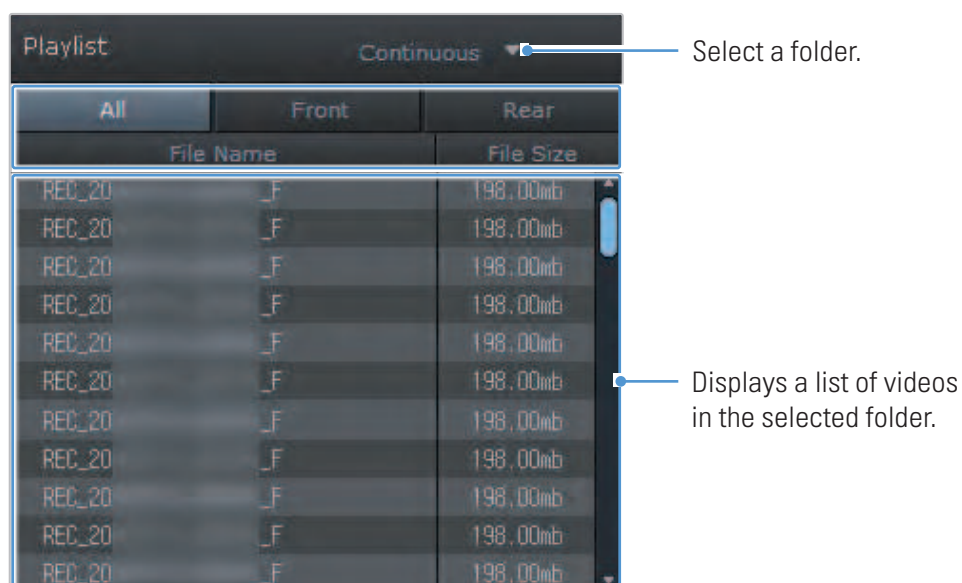 Playlist
Continuous
Select a folder.
All Front Rear
File Name File Size
REC_20 _F 198.00mb
REC_20 _F 198.00mb
REC_20 _F 198.00mb
REC_20 _F 198.00mb
REC_20 _F 198.00mb
REC_20 _F 198.00mb
Displays a list of videos
in the selected folder.
REC_20 _F 198.00mb
REC_20 _F 198.00mb
REC_20 _F 198.00mb
REC_20 _F 198.00mb
REC_20 _F 198.00mb